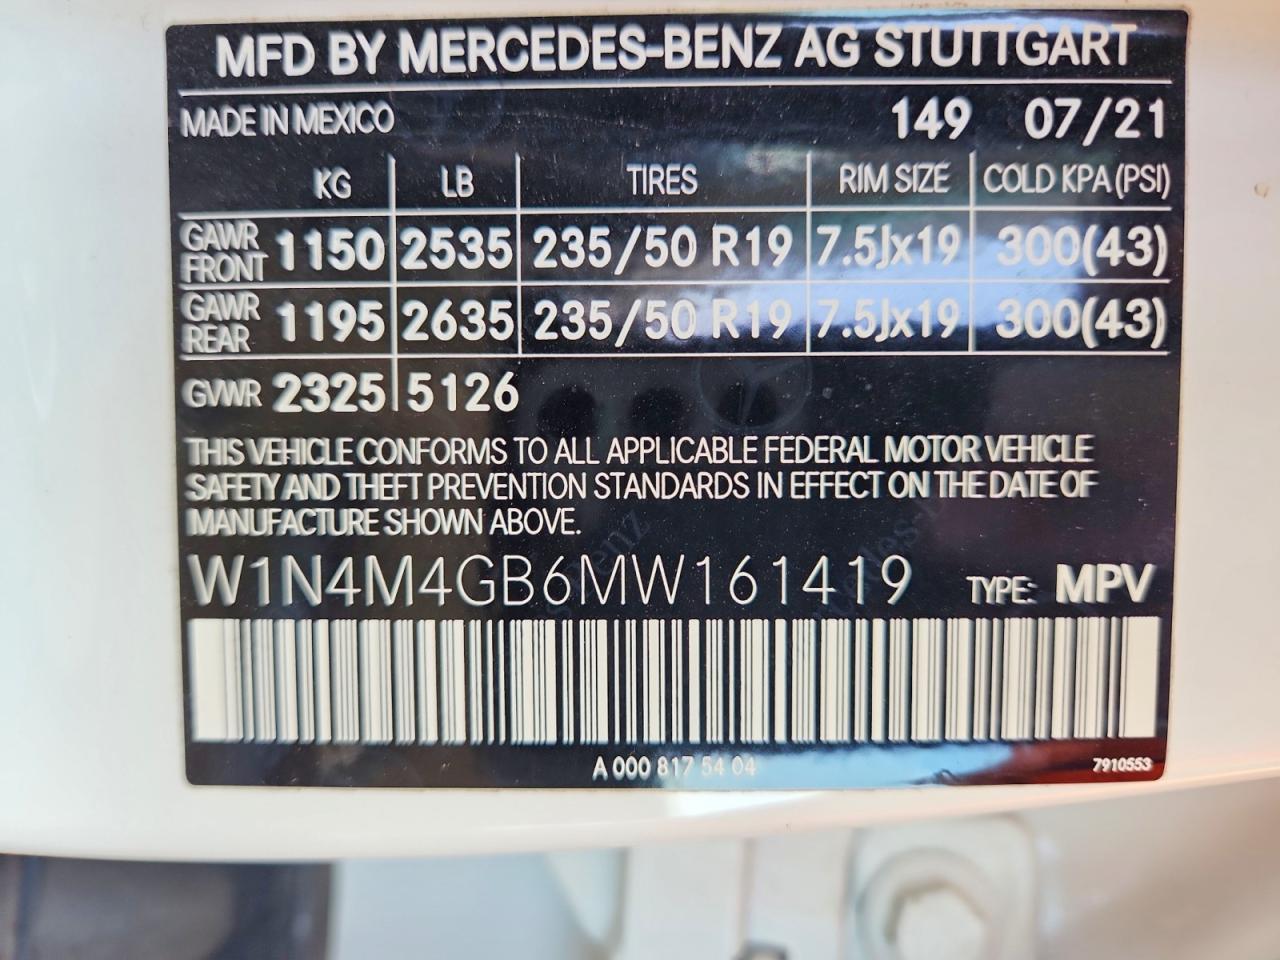 MFD BY MERCEDES-BENZ AG STUTTGART
MADE IN MEXICO 149 07/21
KG LB TIRES RIM SIZE COLD KPA (PSI)
GAWR FRONT 1150 2535 235/50 R19 7.5Jx19 300(43)
GAWR REAR 1195 2635 235/50 R19 7.5Jx19 300(43)
GVWR 2325 5126
THIS VEHICLE CONFORMS TO ALL APPLICABLE FEDERAL MOTOR VEHICLE
SAFETY AND THEFT PREVENTION STANDARDS IN EFFECT ON THE DATE OF
MANUFACTURE SHOWN ABOVE.
W1N4M4GB6MW161419 TYPE: MPV
A 000 817 54 04 7910553